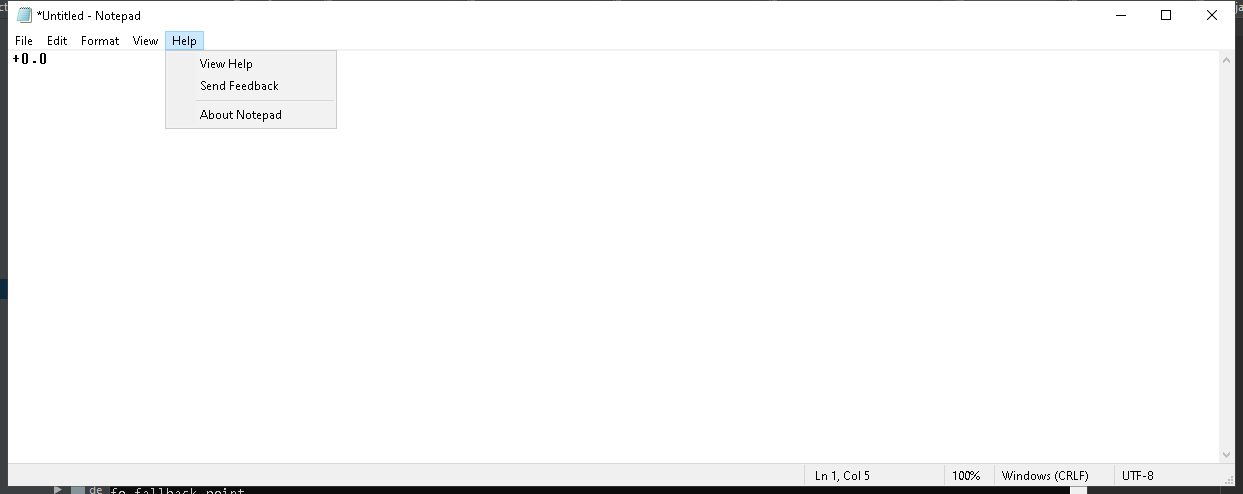 *Untitled - Notepad
File Edit Format View Help
+0.0
View Help
Send Feedback
About Notepad
Ln 1, Col 5 100% Windows (CRLF) UTF-8
de fo fallback point